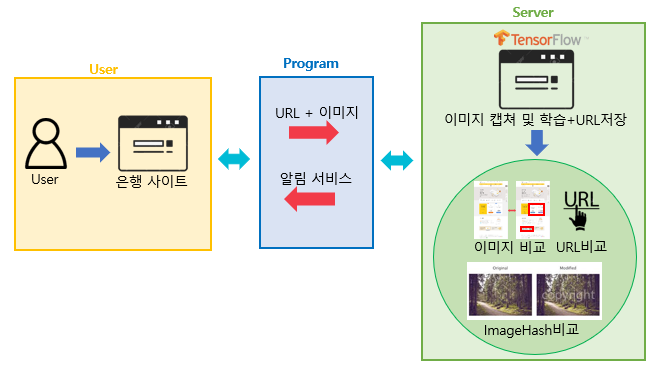 User
User
은행 사이트
Program
URL + 이미지
알림 서비스
Server
TensorFlow
이미지 캡쳐 및 학습+URL저장
URL
이미지 비교
URL비교
Original
Modified
copyright
ImageHash비교